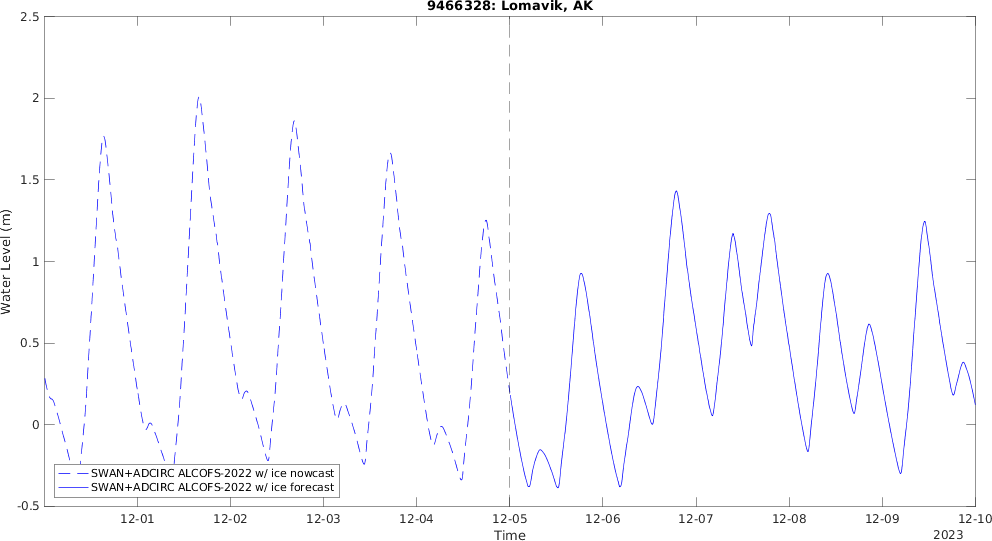 9466328: Lomavik, AK
2.5
2
1.5
1
0.5
0
-0.5
Water Level (m)
SWAN+ADCIRC ALCOFS-2022 w/ ice nowcast
SWAN+ADCIRC ALCOFS-2022 w/ ice forecast
12-01 12-02 12-03 12-04 12-05 12-06 12-07 12-08 12-09 12-10
Time
2023